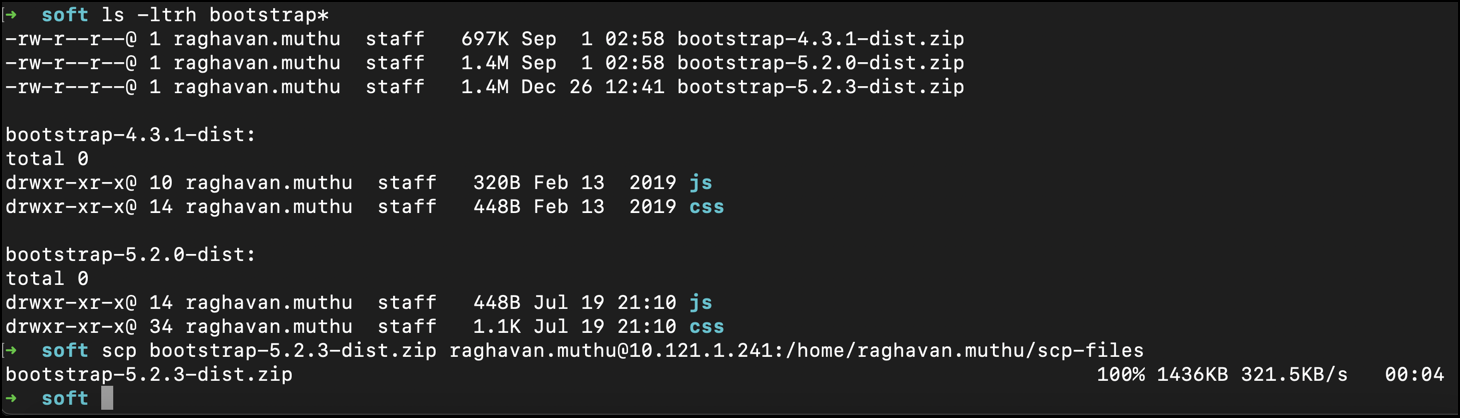 [➜  soft ls -ltrh bootstrap*
-rw-r--r--@ 1 raghavan.muthu  staff   697K Sep  1 02:58 bootstrap-4.3.1-dist.zip
-rw-r--r--@ 1 raghavan.muthu  staff   1.4M Sep  1 02:58 bootstrap-5.2.0-dist.zip
-rw-r--r--@ 1 raghavan.muthu  staff   1.4M Dec 26 12:41 bootstrap-5.2.3-dist.zip
bootstrap-4.3.1-dist:
total 0
drwxr-xr-x@ 10 raghavan.muthu  staff   320B Feb 13  2019 js
drwxr-xr-x@ 14 raghavan.muthu  staff   448B Feb 13  2019 css
bootstrap-5.2.0-dist:
total 0
drwxr-xr-x@ 14 raghavan.muthu  staff   448B Jul 19 21:10 js
drwxr-xr-x@ 34 raghavan.muthu  staff   1.1K Jul 19 21:10 css
[➜  soft scp bootstrap-5.2.3-dist.zip raghavan.muthu@10.121.1.241:/home/raghavan.muthu/scp-files
bootstrap-5.2.3-dist.zip                                                                   100% 1436KB 321.5KB/s   00:04
➜  soft